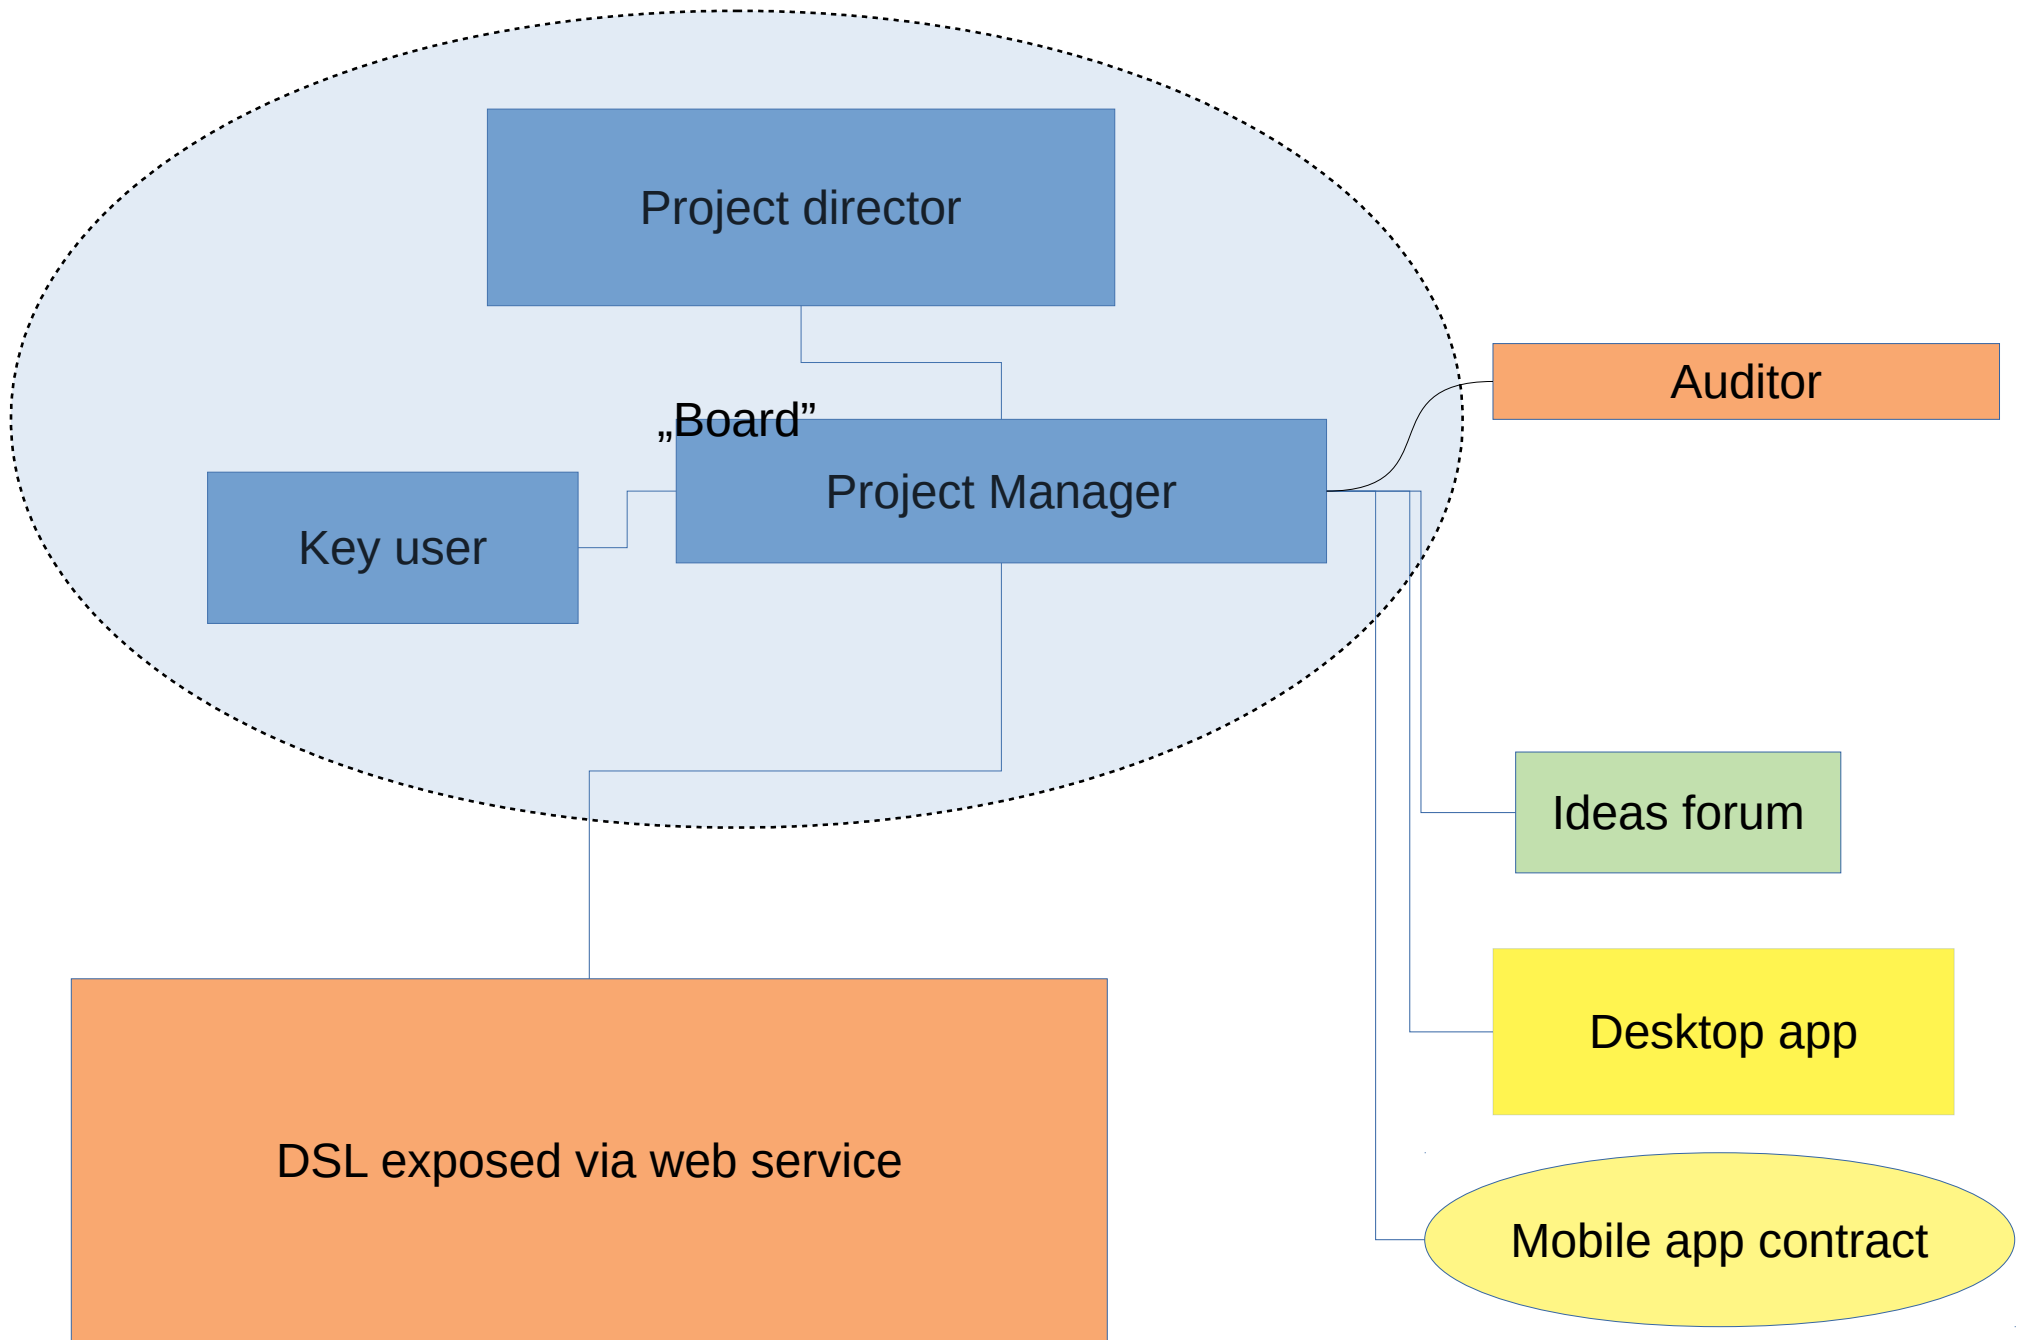 Project director
Auditor
„Board”
Project Manager
Key user
Ideas forum
Desktop app
DSL exposed via web service
Mobile app contract